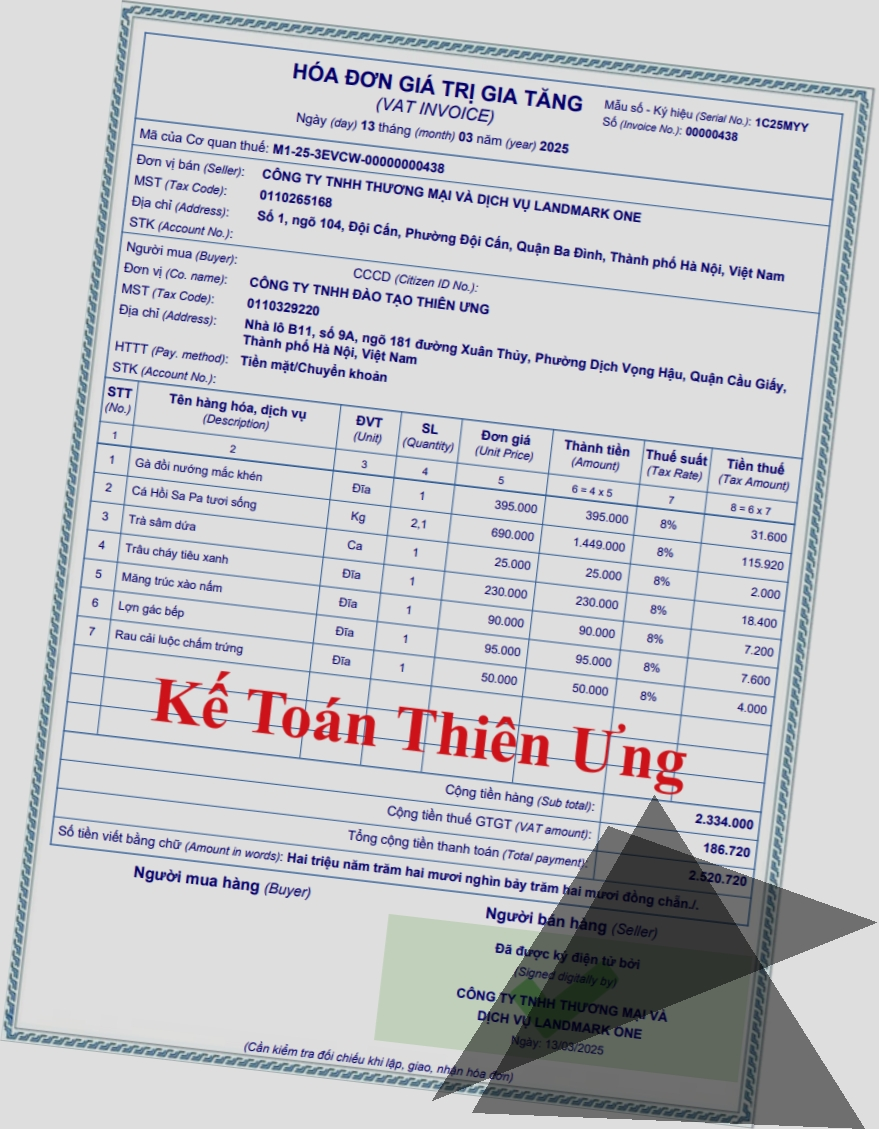 HÓA ĐƠN GIÁ TRỊ GIA TĂNG
(VAT INVOICE)
Ngày (day) 13 tháng (month) 03 năm (year) 2025
Mẫu số - Ký hiệu (Serial No.): 1C25MYY
Số (Invoice No.): 00000438
Mã của Cơ quan thuế: M1-25-3EVCW-00000000438
Đơn vị bán (Seller): CÔNG TY TNHH THƯƠNG MẠI VÀ DỊCH VỤ LANDMARK ONE
MST (Tax Code): 0110265168
Địa chỉ (Address): Số 1, ngõ 104, Đội Cấn, Phường Đội Cấn, Quận Ba Đình, Thành phố Hà Nội, Việt Nam
STK (Account No.):
Người mua (Buyer): CCCD (Citizen ID No.):
Đơn vị (Co. name): CÔNG TY TNHH ĐÀO TẠO THIÊN ƯNG
MST (Tax Code): 0110329220
Địa chỉ (Address): Nhà lô B11, số 9A, ngõ 181 đường Xuân Thủy, Phường Dịch Vọng Hậu, Quận Cầu Giấy,
Thành phố Hà Nội, Việt Nam
HTTT (Pay. method): Tiền mặt/Chuyển khoản
STK (Account No.):
STT (No.) Tên hàng hóa, dịch vụ (Description) ĐVT (Unit) SL (Quantity) Đơn giá (Unit Price) Thành tiền (Amount) Thuế suất (Tax Rate) Tiền thuế (Tax Amount)
1 2 3 4 5 6 = 4 x 5 7 8 = 6 x 7
1 Gà đồi nướng mắc khén Đĩa 1 395.000 395.000 8% 31.600
2 Cá Hồi Sa Pa tươi sống Kg 2,1 690.000 1.449.000 8% 115.920
3 Trà sâm dứa Ca 1 25.000 25.000 8% 2.000
4 Trâu cháy tiêu xanh Đĩa 1 230.000 230.000 8% 18.400
5 Măng trúc xào nấm Đĩa 1 90.000 90.000 8% 7.200
6 Lợn gác bếp Đĩa 1 95.000 95.000 8% 7.600
7 Rau cải luộc chấm trứng Đĩa 1 50.000 50.000 8% 4.000
Kế Toán Thiên Ưng
Cộng tiền hàng (Sub total): 2.334.000
Cộng tiền thuế GTGT (VAT amount): 186.720
Tổng cộng tiền thanh toán (Total payment): 2.520.720
Số tiền viết bằng chữ (Amount in words): Hai triệu năm trăm hai mươi nghìn bảy trăm hai mươi đồng chẵn./.
Người mua hàng (Buyer)
Người bán hàng (Seller)
Đã được ký điện tử bởi
(Signed digitally by)
CÔNG TY TNHH THƯƠNG MẠI VÀ
DỊCH VỤ LANDMARK ONE
Ngày: 13/03/2025
(Cần kiểm tra đối chiếu khi lập, giao, nhận hóa đơn)